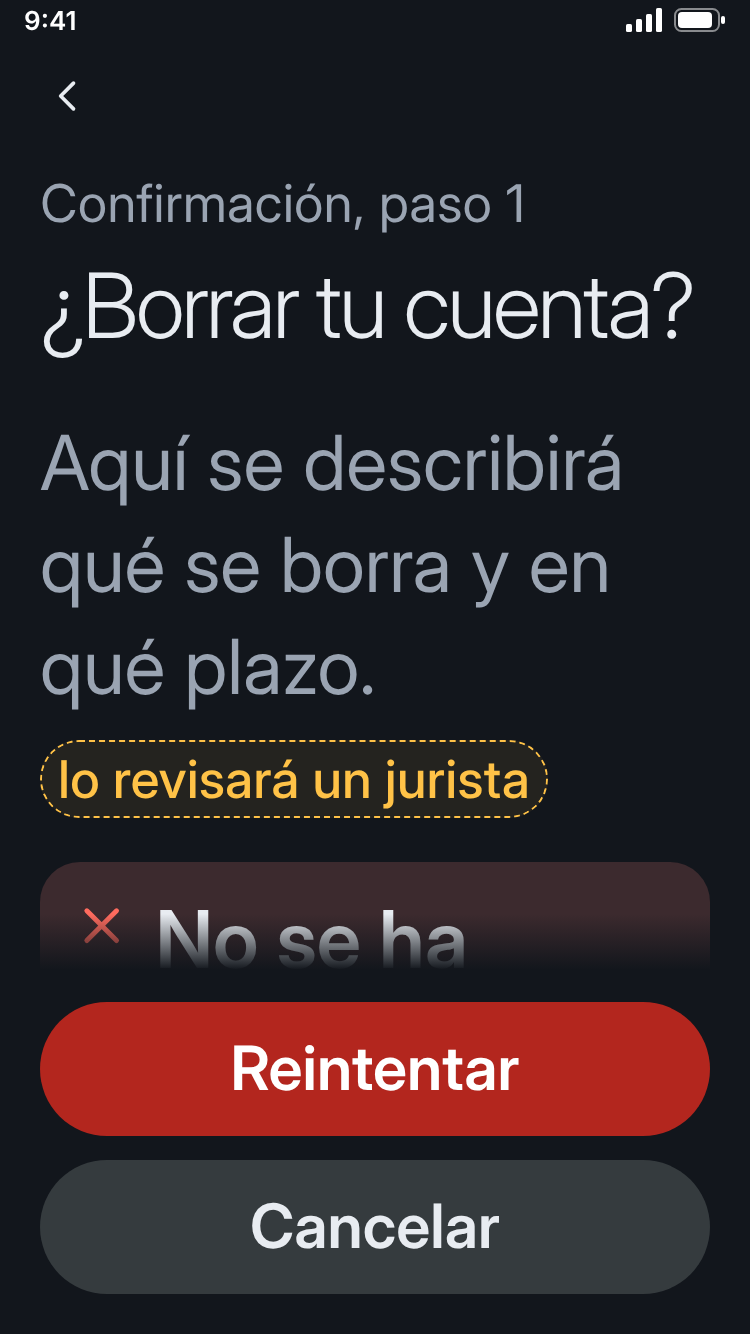 9:41
Confirmación, paso 1
¿Borrar tu cuenta?
Aquí se describirá
qué se borra y en
qué plazo.
lo revisará un jurista
No se ha
Reintentar
Cancelar